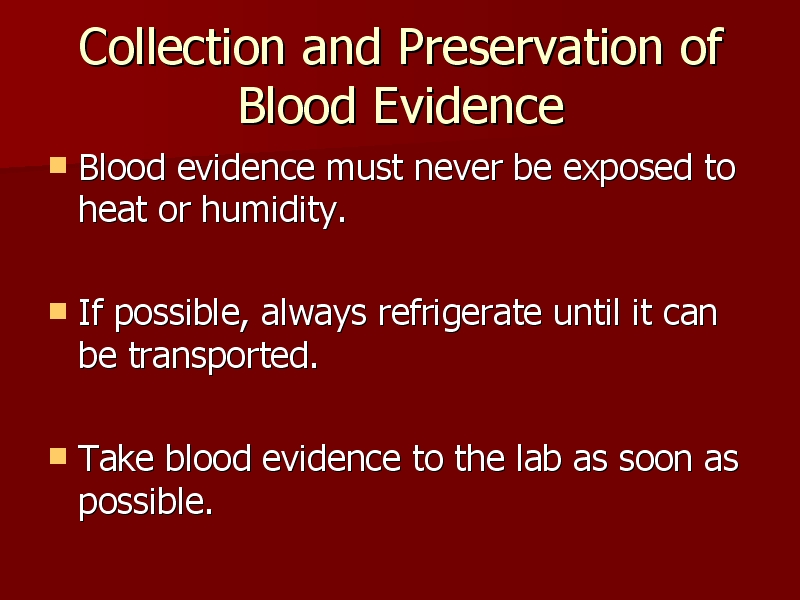 Collection and Preservation of
Blood Evidence
Blood evidence must never be exposed to
heat or humidity.
If possible, always refrigerate until it can
be transported.
Take blood evidence to the lab as soon as
possible.